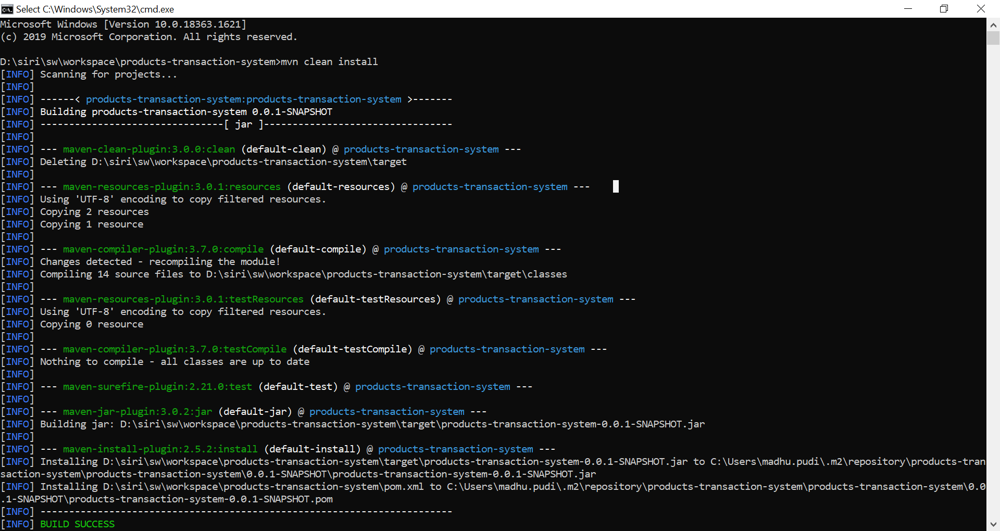 Select C:\Windows\System32\cmd.exe
Microsoft Windows [Version 10.0.18363.1621]
(c) 2019 Microsoft Corporation. All rights reserved.
D:\siri\sw\workspace\products-transaction-system>mvn clean install
[INFO] Scanning for projects...
[INFO]
[INFO] ------< products-transaction-system:products-transaction-system >-------
[INFO] Building products-transaction-system 0.0.1-SNAPSHOT
[INFO] --------------------------------[ jar ]---------------------------------
[INFO]
[INFO] --- maven-clean-plugin:3.0.0:clean (default-clean) @ products-transaction-system ---
[INFO] Deleting D:\siri\sw\workspace\products-transaction-system\target
[INFO]
[INFO] --- maven-resources-plugin:3.0.1:resources (default-resources) @ products-transaction-system ---
[INFO] Using 'UTF-8' encoding to copy filtered resources.
[INFO] Copying 2 resources
[INFO] Copying 1 resource
[INFO]
[INFO] --- maven-compiler-plugin:3.7.0:compile (default-compile) @ products-transaction-system ---
[INFO] Changes detected - recompiling the module!
[INFO] Compiling 14 source files to D:\siri\sw\workspace\products-transaction-system\target\classes
[INFO]
[INFO] --- maven-resources-plugin:3.0.1:testResources (default-testResources) @ products-transaction-system ---
[INFO] Using 'UTF-8' encoding to copy filtered resources.
[INFO] Copying 0 resource
[INFO]
[INFO] --- maven-compiler-plugin:3.7.0:testCompile (default-testCompile) @ products-transaction-system ---
[INFO] Nothing to compile - all classes are up to date
[INFO]
[INFO] --- maven-surefire-plugin:2.21.0:test (default-test) @ products-transaction-system ---
[INFO]
[INFO] --- maven-jar-plugin:3.0.2:jar (default-jar) @ products-transaction-system ---
[INFO] Building jar: D:\siri\sw\workspace\products-transaction-system\target\products-transaction-system-0.0.1-SNAPSHOT.jar
[INFO]
[INFO] --- maven-install-plugin:2.5.2:install (default-install) @ products-transaction-system ---
[INFO] Installing D:\siri\sw\workspace\products-transaction-system\target\products-transaction-system-0.0.1-SNAPSHOT.jar to C:\Users\madhu.pudi\.m2\repository\products-tran
saction-system\products-transaction-system\0.0.1-SNAPSHOT\products-transaction-system-0.0.1-SNAPSHOT.jar
[INFO] Installing D:\siri\sw\workspace\products-transaction-system\pom.xml to C:\Users\madhu.pudi\.m2\repository\products-transaction-system\products-transaction-system\0.0
.1-SNAPSHOT\products-transaction-system-0.0.1-SNAPSHOT.pom
[INFO] ------------------------------------------------------------------------
[INFO] BUILD SUCCESS